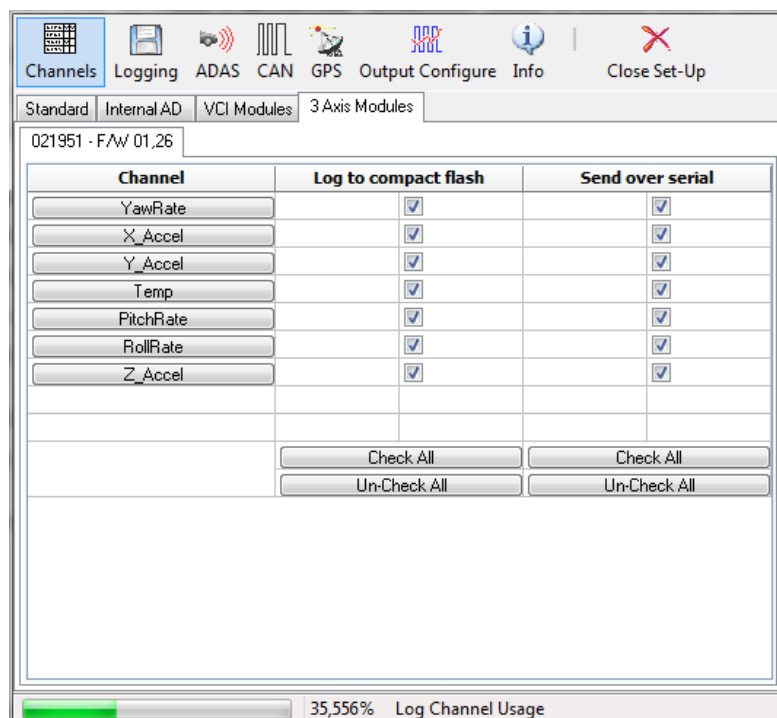 Channels Logging ADAS CAN GPS Output Configure Info Close Set-Up
Standard Internal AD VCI Modules 3 Axis Modules
021951 - F/W 01,26
Channel Log to compact flash Send over serial
YawRate
X_Accel
Y_Accel
Temp
PitchRate
RollRate
Z_Accel
Check All Check All
Un-Check All Un-Check All
35,556% Log Channel Usage